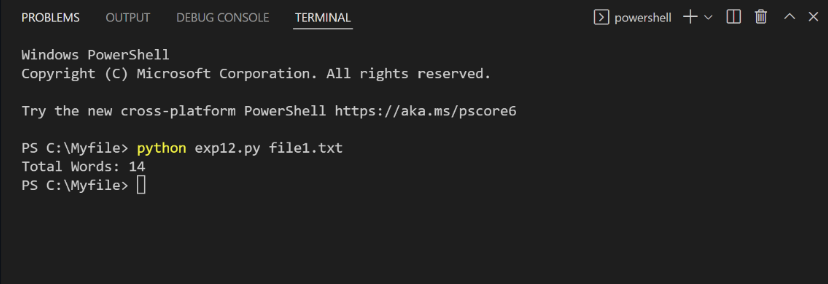 PROBLEMS OUTPUT DEBUG CONSOLE TERMINAL powershell
Windows PowerShell
Copyright (C) Microsoft Corporation. All rights reserved.
Try the new cross-platform PowerShell https://aka.ms/pscore6
PS C:\Myfile> python exp12.py file1.txt
Total Words: 14
PS C:\Myfile>